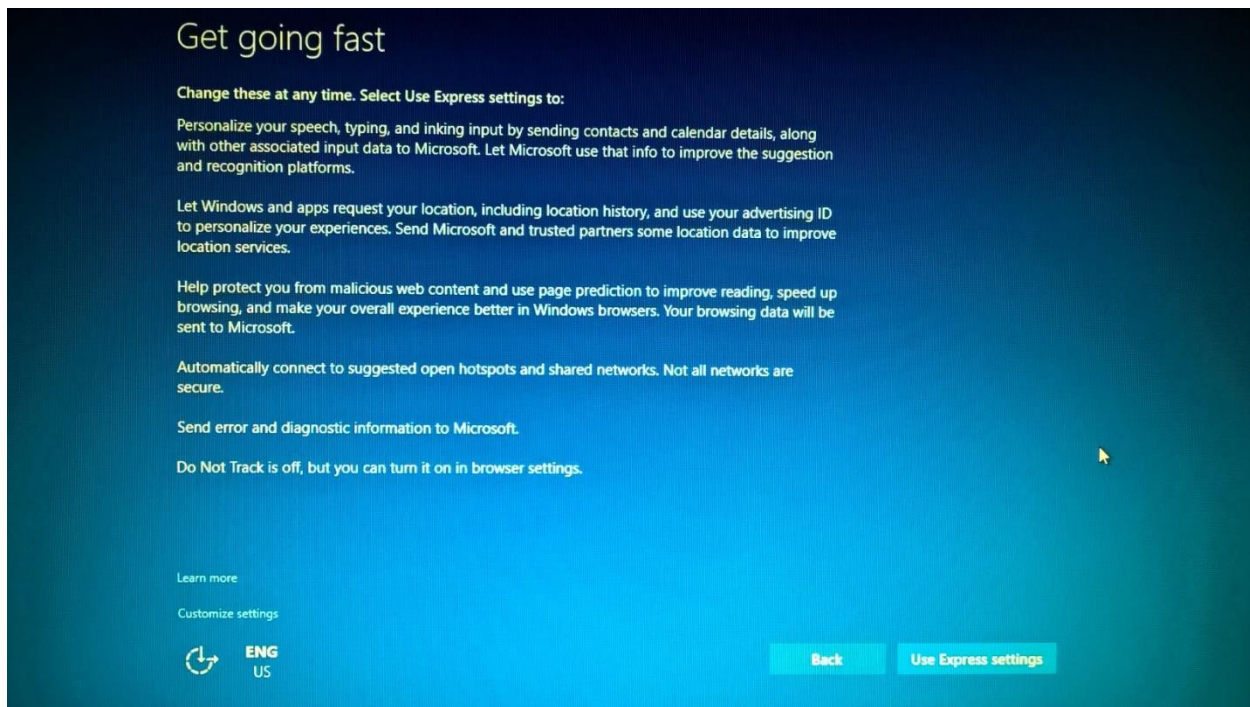 Get going fast
Change these at any time. Select Use Express settings to:
Personalize your speech, typing, and inking input by sending contacts and calendar details, along
with other associated input data to Microsoft. Let Microsoft use that info to improve the suggestion
and recognition platforms.
Let Windows and apps request your location, including location history, and use your advertising ID
to personalize your experiences. Send Microsoft and trusted partners some location data to improve
location services.
Help protect you from malicious web content and use page prediction to improve reading, speed up
browsing, and make your overall experience better in Windows browsers. Your browsing data will be
sent to Microsoft.
Automatically connect to suggested open hotspots and shared networks. Not all networks are
secure.
Send error and diagnostic information to Microsoft.
Do Not Track is off, but you can turn it on in browser settings.
Learn more
Customize settings
ENG
US
Back
Use Express settings